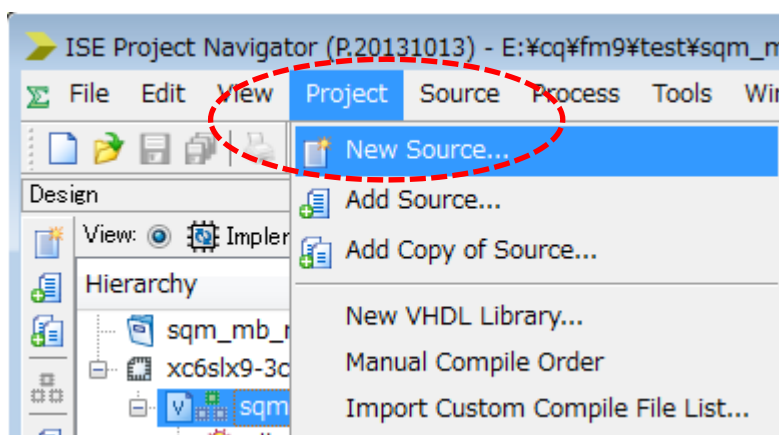 ISE Project Navigator (P.20131013) - E:¥cq¥fm9¥test¥sqm_m
File Edit View Project Source Process Tools Wi
New Source...
Design
Add Source...
View: Impler
Add Copy of Source...
Hierarchy
New VHDL Library...
sqm_mb_r
Manual Compile Order
xc6slx9-3c
Import Custom Compile File List...
sqm